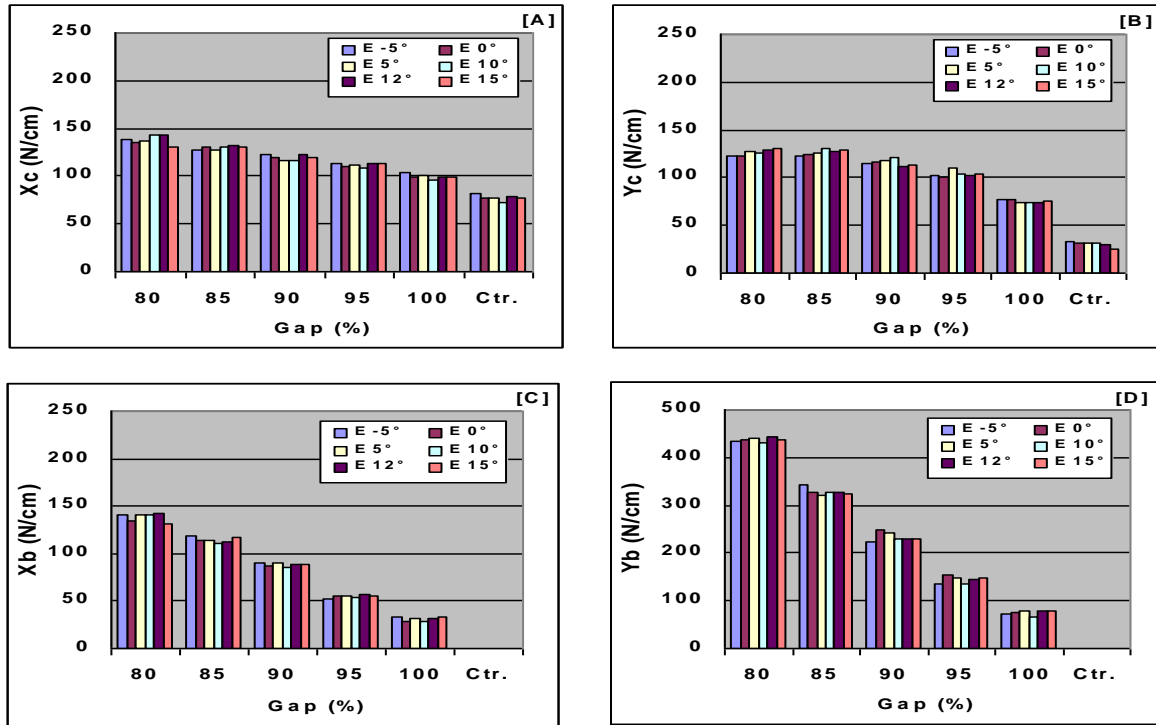 [A]
250
200
150
100
50
0
Xc (N/cm)
E -5° E 0°
E 5° E 10°
E 12° E 15°
80 85 90 95 100 Ctr.
Gap (%)
[B]
250
200
150
100
50
0
Yc (N/cm)
E -5° E 0°
E 5° E 10°
E 12° E 15°
80 85 90 95 100 Ctr.
Gap (%)
[C]
250
200
150
100
50
0
Xb (N/cm)
E -5° E 0°
E 5° E 10°
E 12° E 15°
80 85 90 95 100 Ctr.
Gap (%)
[D]
500
400
300
200
100
0
Yb (N/cm)
E -5° E 0°
E 5° E 10°
E 12° E 15°
80 85 90 95 100 Ctr.
Gap (%)